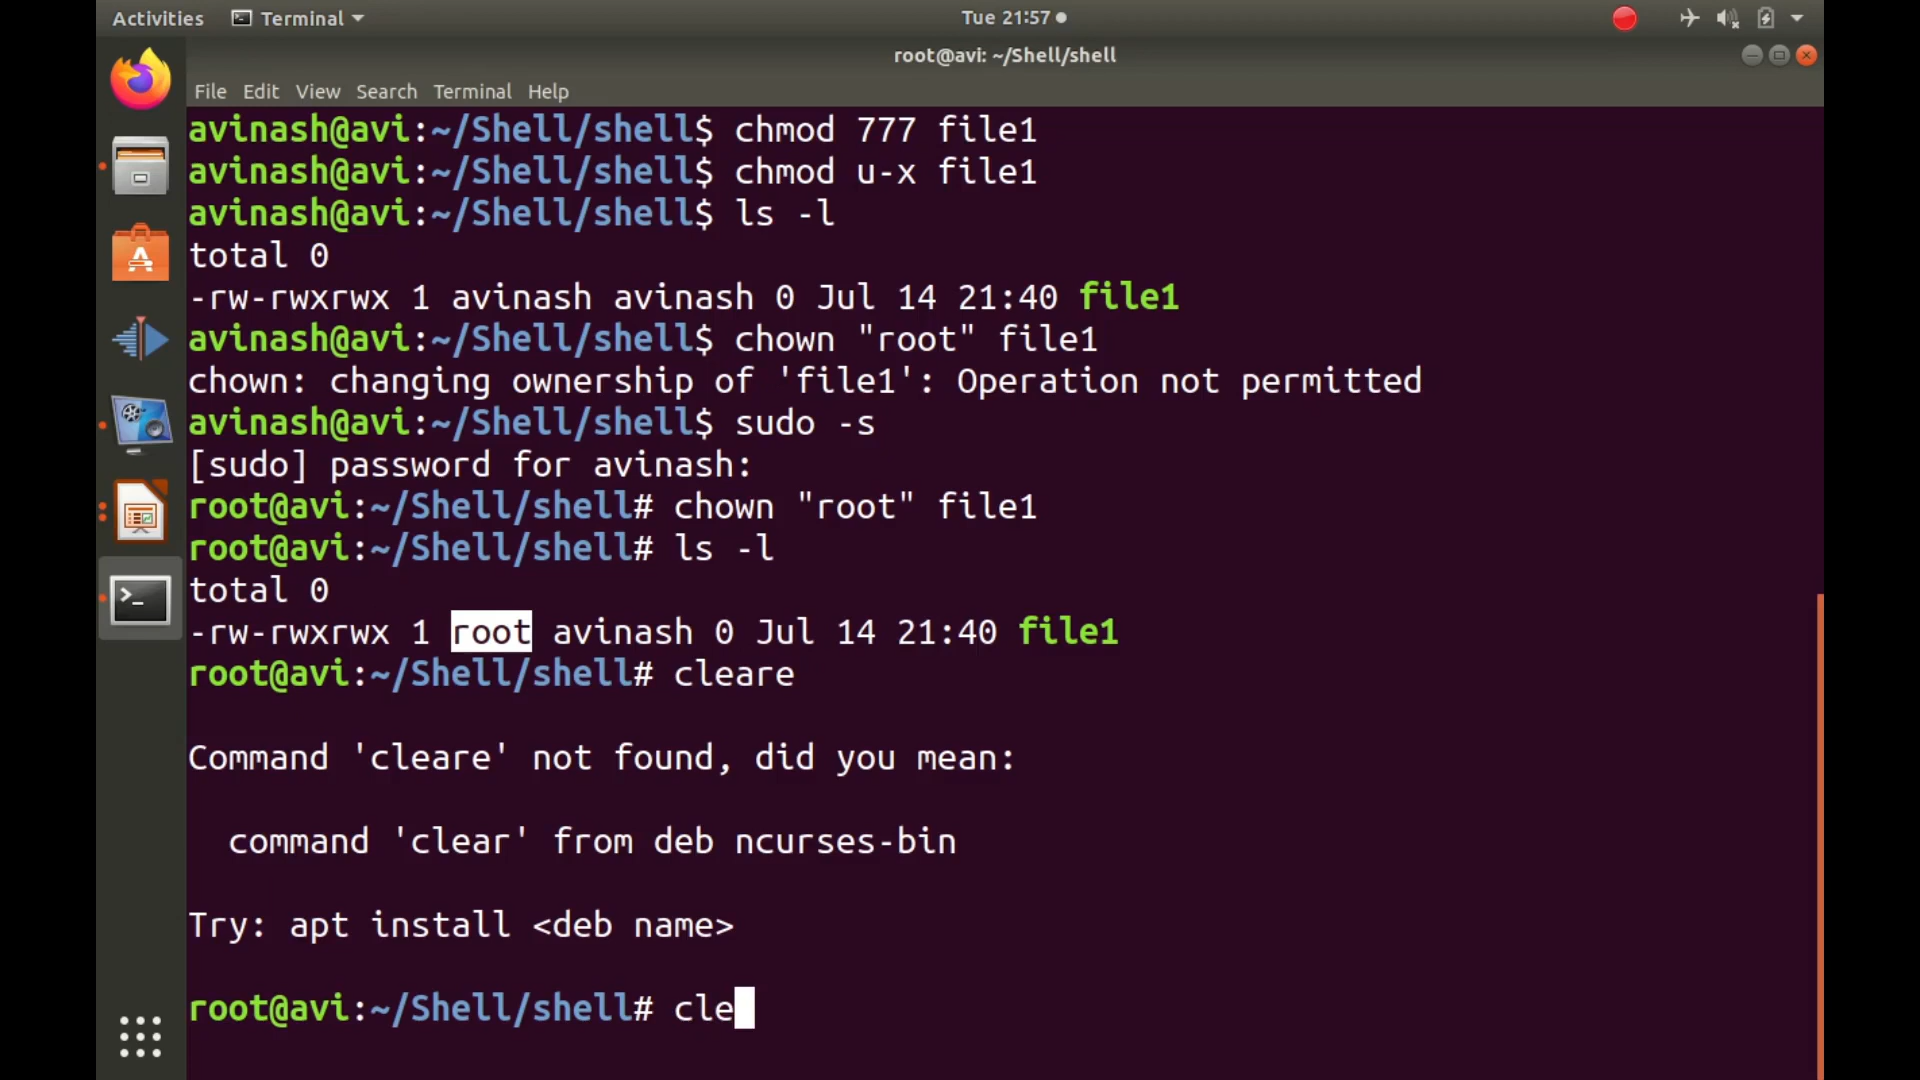 Activities Terminal Tue 21:57
root@avi: ~/Shell/shell
File Edit View Search Terminal Help
avinash@avi:~/Shell/shell$ chmod 777 file1
avinash@avi:~/Shell/shell$ chmod u-x file1
avinash@avi:~/Shell/shell$ ls -l
total 0
-rw-rwxrwx 1 avinash avinash 0 Jul 14 21:40 file1
avinash@avi:~/Shell/shell$ chown "root" file1
chown: changing ownership of 'file1': Operation not permitted
avinash@avi:~/Shell/shell$ sudo -s
[sudo] password for avinash:
root@avi:~/Shell/shell# chown "root" file1
root@avi:~/Shell/shell# ls -l
total 0
-rw-rwxrwx 1 root avinash 0 Jul 14 21:40 file1
root@avi:~/Shell/shell# cleare
Command 'cleare' not found, did you mean:
command 'clear' from deb ncurses-bin
Try: apt install <deb name>
root@avi:~/Shell/shell# cle